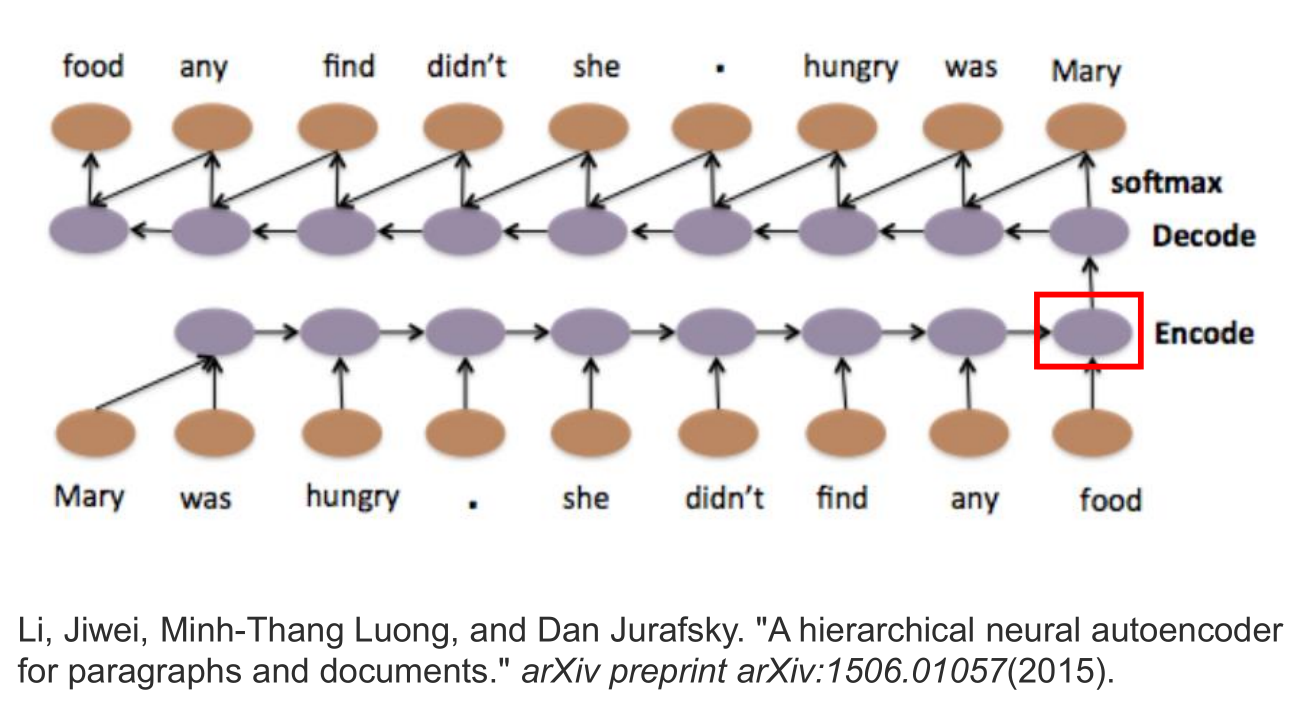 food any find didn't she . hungry was Mary
softmax
Decode
Encode
Mary was hungry . she didn't find any food
Li, Jiwei, Minh-Thang Luong, and Dan Jurafsky. "A hierarchical neural autoencoder
for paragraphs and documents." arXiv preprint arXiv:1506.01057(2015).